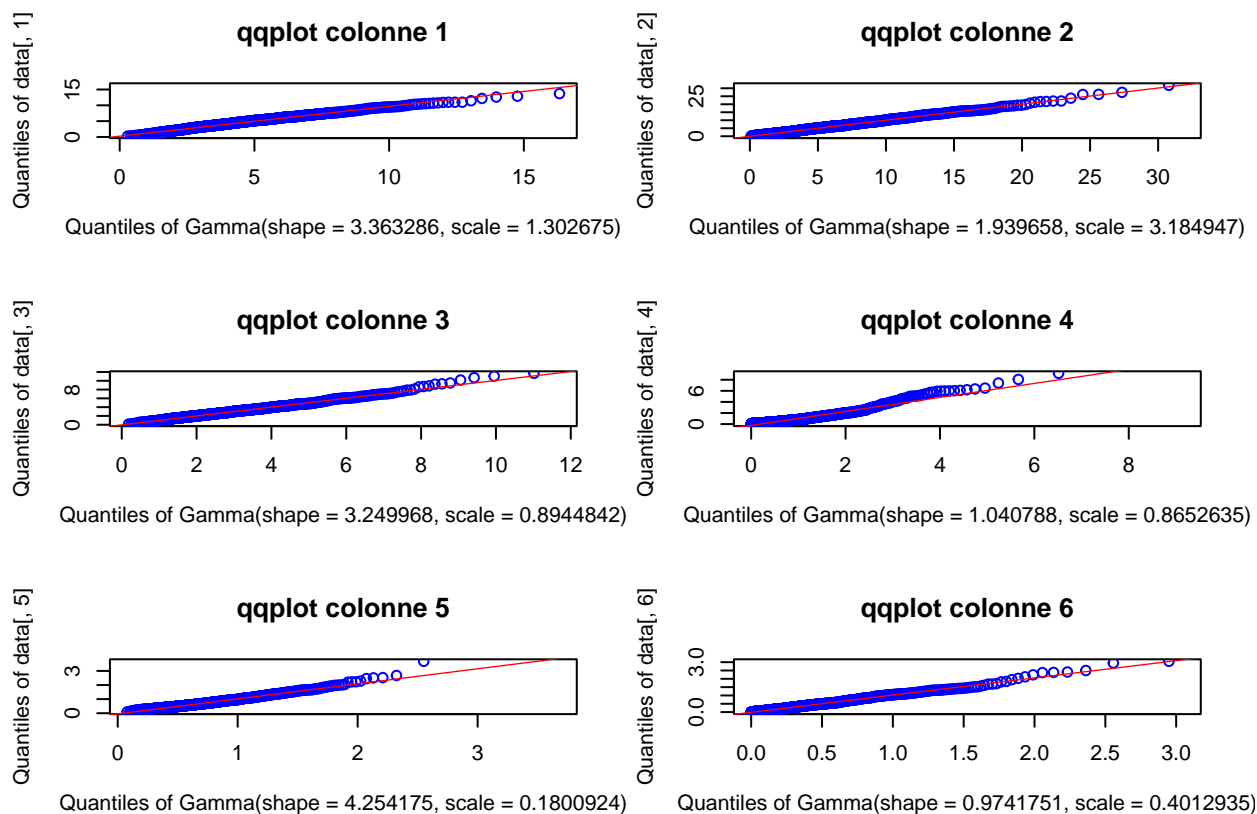 qqplot colonne 1
Quantiles of data[, 1]
15
0
0 5 10 15
Quantiles of Gamma(shape = 3.363286, scale = 1.302675)
qqplot colonne 2
Quantiles of data[, 2]
25
0
0 5 10 15 20 25 30
Quantiles of Gamma(shape = 1.939658, scale = 3.184947)
qqplot colonne 3
Quantiles of data[, 3]
8
0
0 2 4 6 8 10 12
Quantiles of Gamma(shape = 3.249968, scale = 0.8944842)
qqplot colonne 4
Quantiles of data[, 4]
6
0
0 2 4 6 8
Quantiles of Gamma(shape = 1.040788, scale = 0.8652635)
qqplot colonne 5
Quantiles of data[, 5]
3
0
0 1 2 3
Quantiles of Gamma(shape = 4.254175, scale = 0.1800924)
qqplot colonne 6
Quantiles of data[, 6]
3.0
0.0
0.0 0.5 1.0 1.5 2.0 2.5 3.0
Quantiles of Gamma(shape = 0.9741751, scale = 0.4012935)